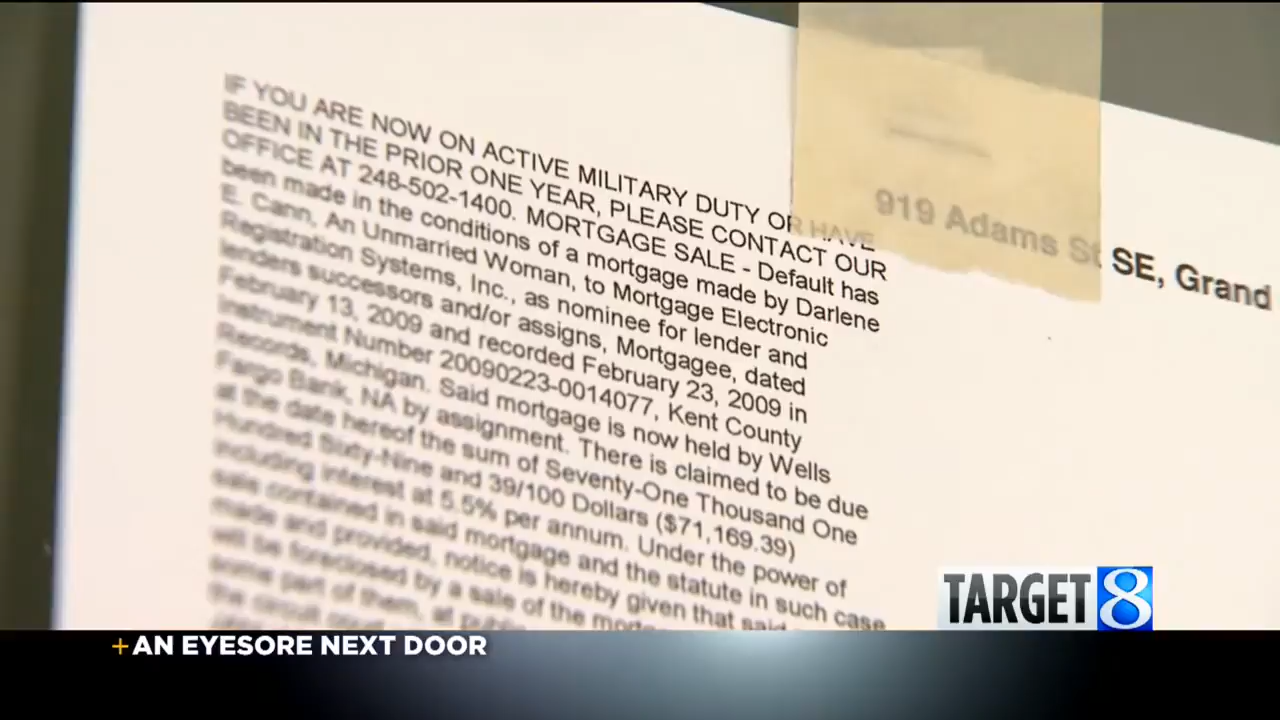 IF YOU ARE NOW ON ACTIVE MILITARY DUTY OR HAVE
BEEN IN THE PRIOR ONE YEAR, PLEASE CONTACT OUR
OFFICE AT 248-502-1400. MORTGAGE SALE - Default has
been made in the conditions of a mortgage made by Darlene
E. Cann, An Unmarried Woman, to Mortgage Electronic
Registration Systems, Inc., as nominee for lender and
lenders successors and/or assigns, Mortgagee, dated
February 13, 2009 and recorded February 23, 2009 in
Instrument Number 20090223-0014077, Kent County
Records, Michigan. Said mortgage is now held by Wells
Fargo Bank, NA by assignment. There is claimed to be due
at the date hereof the sum of Seventy-One Thousand One
Hundred Sixty-Nine and 39/100 Dollars ($71,169.39)
including interest at 5.5% per annum. Under the power of
sale contained in said mortgage and the statute in such case
made and provided, notice is hereby given that said
will be foreclosed by a sale of the
some part of them, at
the circuit court
919 Adams St. SE, Grand
TARGET 8
+AN EYESORE NEXT DOOR